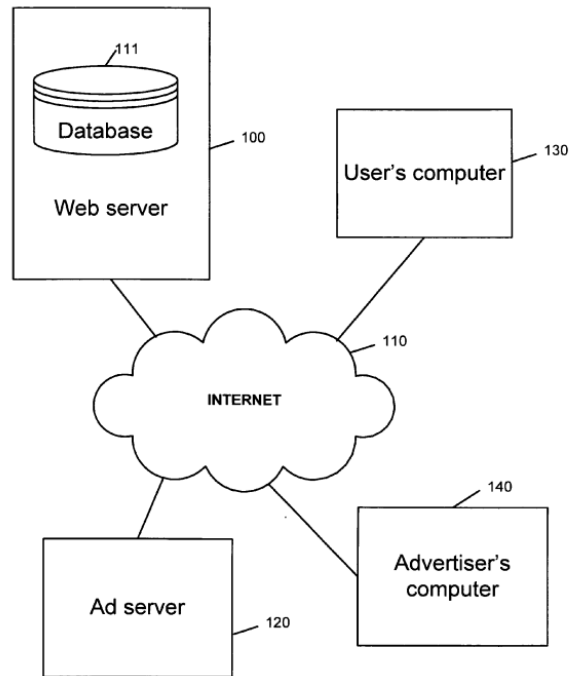 111
Database
100
Web server
130
User's computer
110
INTERNET
140
Advertiser's
computer
Ad server
120